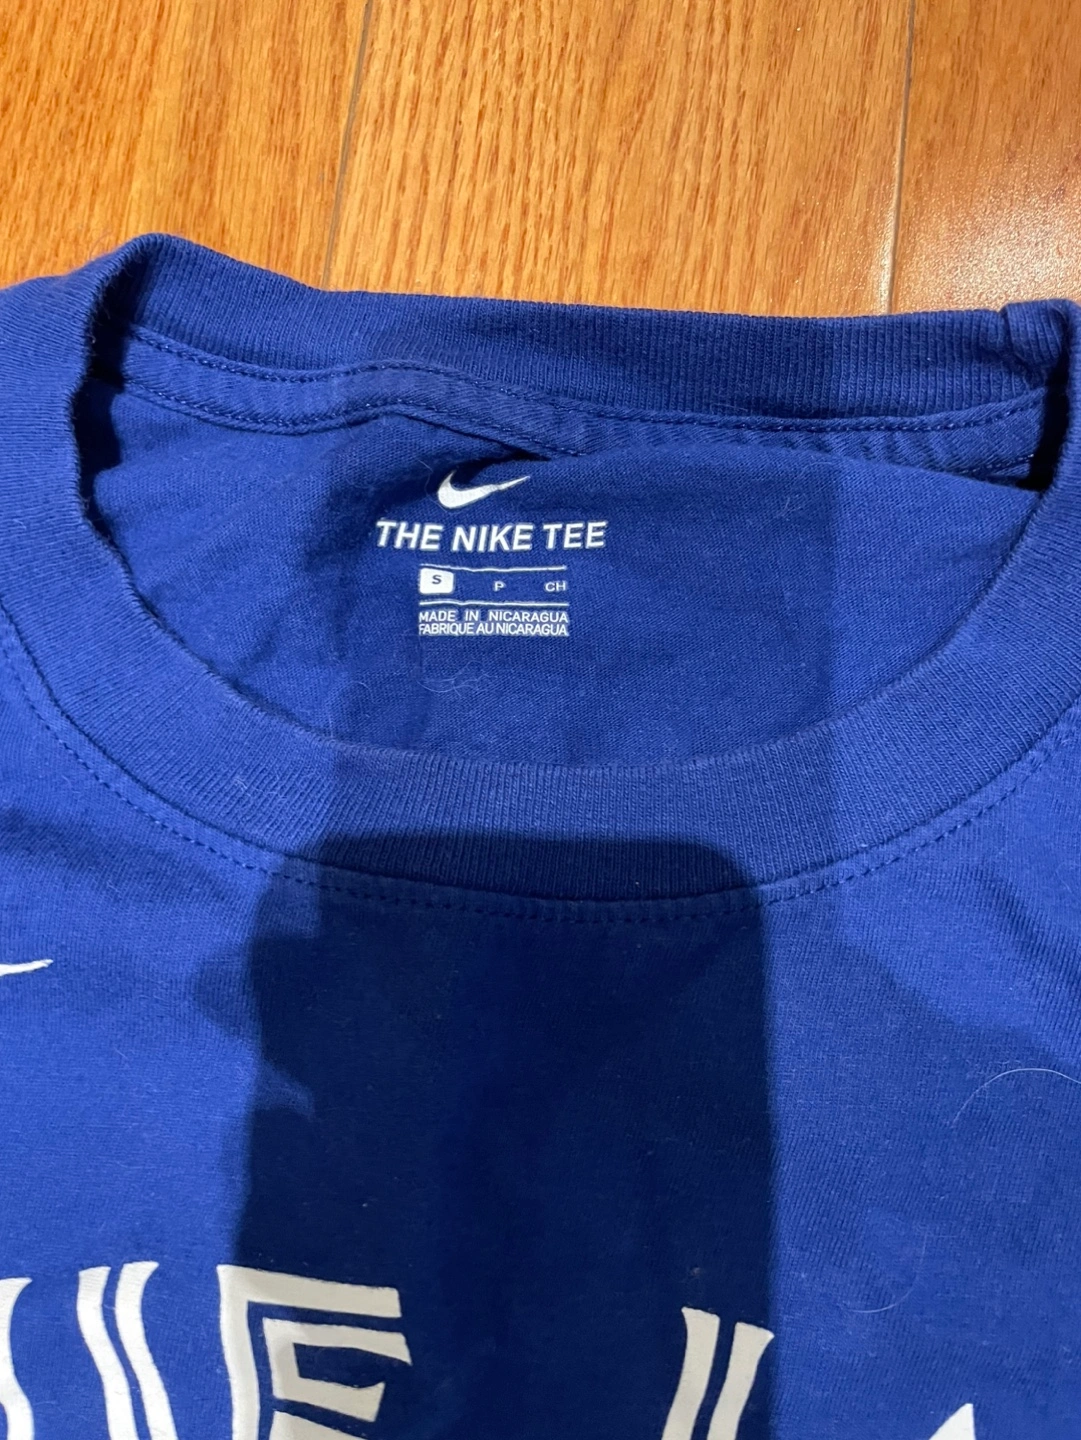 THE NIKE TEE
S P CH
MADE IN NICARAGUA
FABRIQUE AU NICARAGUA